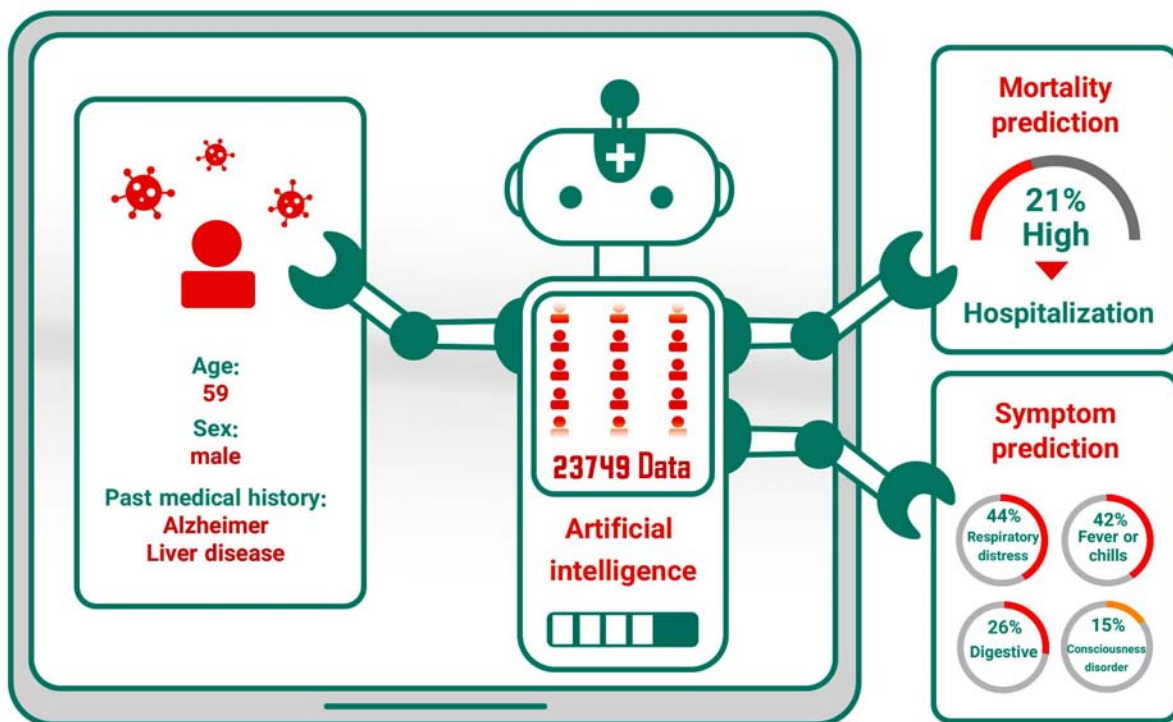 Age:
59
Sex:
male
Past medical history:
Alzheimer
Liver disease
23749 Data
Artificial
intelligence
Mortality
prediction
21%
High
Hospitalization
Symptom
prediction
44%
Respiratory
distress
42%
Fever or
chills
26%
Digestive
15%
Consciousness
disorder